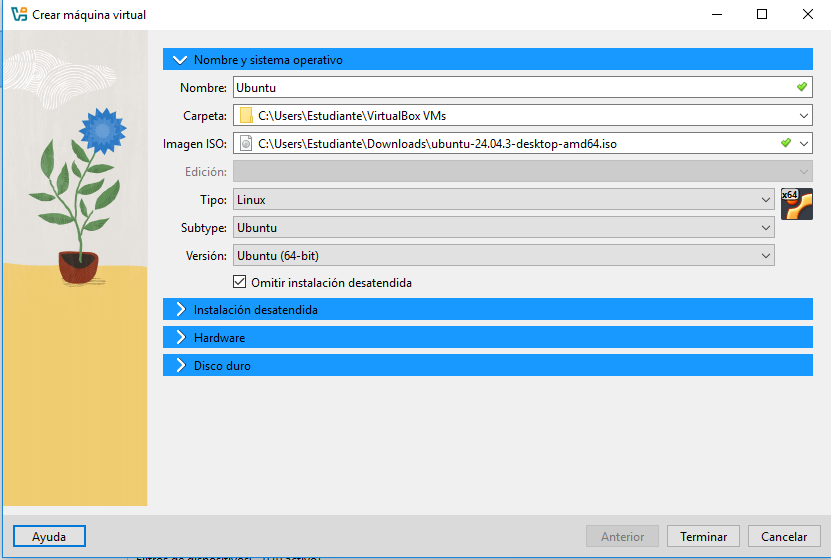 Crear máquina virtual
Nombre y sistema operativo
Nombre: Ubuntu
Carpeta: C:\Users\Estudiante\VirtualBox VMs
Imagen ISO: C:\Users\Estudiante\Downloads\ubuntu-24.04.3-desktop-amd64.iso
Edición:
Tipo: Linux
x64
Subtype: Ubuntu
Versión: Ubuntu (64-bit)
Omitir instalación desatendida
Instalación desatendida
Hardware
Disco duro
Ayuda Anterior Terminar Cancelar